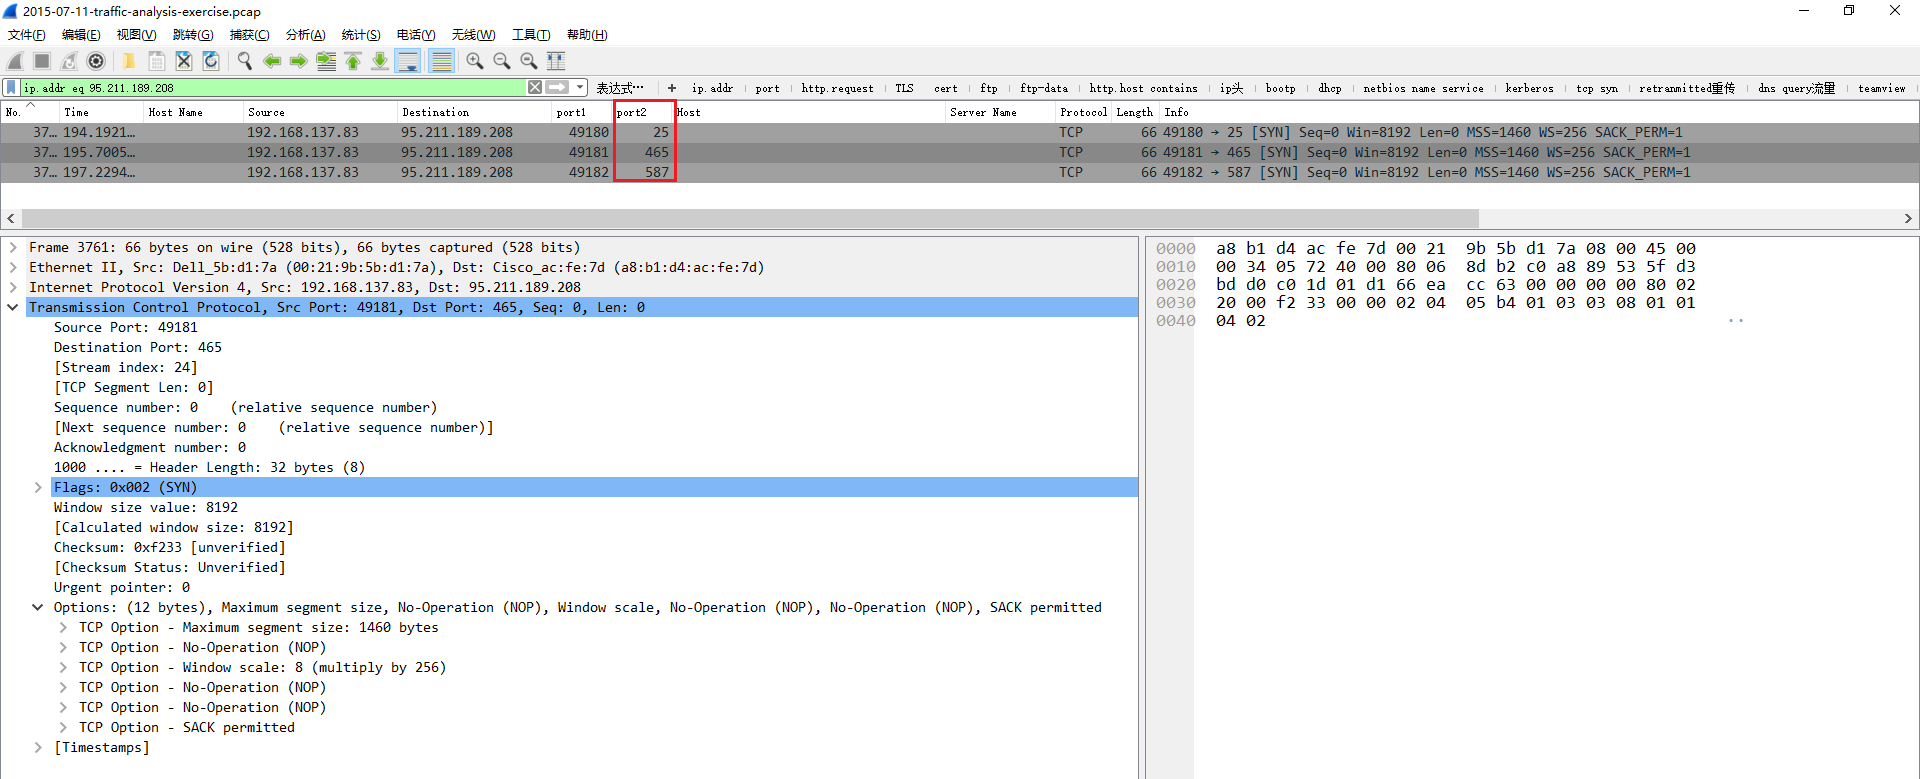 2015-07-11-traffic-analysis-exercise.pcap
文件(F) 编辑(E) 视图(V) 跳转(G) 捕获(C) 分析(A) 统计(S) 电话(Y) 无线(W) 工具(T) 帮助(H)
ip.addr eq 95.211.189.208 表达式… + ip.addr port http.request TLS cert ftp ftp-data http.host contains ip头 bootp dhcp netbios name service kerberos tcp syn retranmitted重传 dns query流量 teamview
No. Time Host Name Source Destination port1 port2 Host Server Name Protocol Length Info
37… 194.1921… 192.168.137.83 95.211.189.208 49180 25 TCP 66 49180 → 25 [SYN] Seq=0 Win=8192 Len=0 MSS=1460 WS=256 SACK_PERM=1
37… 195.7005… 192.168.137.83 95.211.189.208 49181 465 TCP 66 49181 → 465 [SYN] Seq=0 Win=8192 Len=0 MSS=1460 WS=256 SACK_PERM=1
37… 197.2294… 192.168.137.83 95.211.189.208 49182 587 TCP 66 49182 → 587 [SYN] Seq=0 Win=8192 Len=0 MSS=1460 WS=256 SACK_PERM=1
Frame 3761: 66 bytes on wire (528 bits), 66 bytes captured (528 bits)
Ethernet II, Src: Dell_5b:d1:7a (00:21:9b:5b:d1:7a), Dst: Cisco_ac:fe:7d (a8:b1:d4:ac:fe:7d)
Internet Protocol Version 4, Src: 192.168.137.83, Dst: 95.211.189.208
Transmission Control Protocol, Src Port: 49181, Dst Port: 465, Seq: 0, Len: 0
Source Port: 49181
Destination Port: 465
[Stream index: 24]
[TCP Segment Len: 0]
Sequence number: 0 (relative sequence number)
[Next sequence number: 0 (relative sequence number)]
Acknowledgment number: 0
1000 .... = Header Length: 32 bytes (8)
Flags: 0x002 (SYN)
Window size value: 8192
[Calculated window size: 8192]
Checksum: 0xf233 [unverified]
[Checksum Status: Unverified]
Urgent pointer: 0
Options: (12 bytes), Maximum segment size, No-Operation (NOP), Window scale, No-Operation (NOP), No-Operation (NOP), SACK permitted
TCP Option - Maximum segment size: 1460 bytes
TCP Option - No-Operation (NOP)
TCP Option - Window scale: 8 (multiply by 256)
TCP Option - No-Operation (NOP)
TCP Option - No-Operation (NOP)
TCP Option - SACK permitted
[Timestamps]
0000 a8 b1 d4 ac fe 7d 00 21 9b 5b d1 7a 08 00 45 00
0010 00 34 05 72 40 00 80 06 8d b2 c0 a8 89 53 5f d3
0020 bd d0 c0 1d 01 d1 66 ea cc 63 00 00 00 00 80 02
0030 20 00 f2 33 00 00 02 04 05 b4 01 03 03 08 01 01
0040 04 02 ..